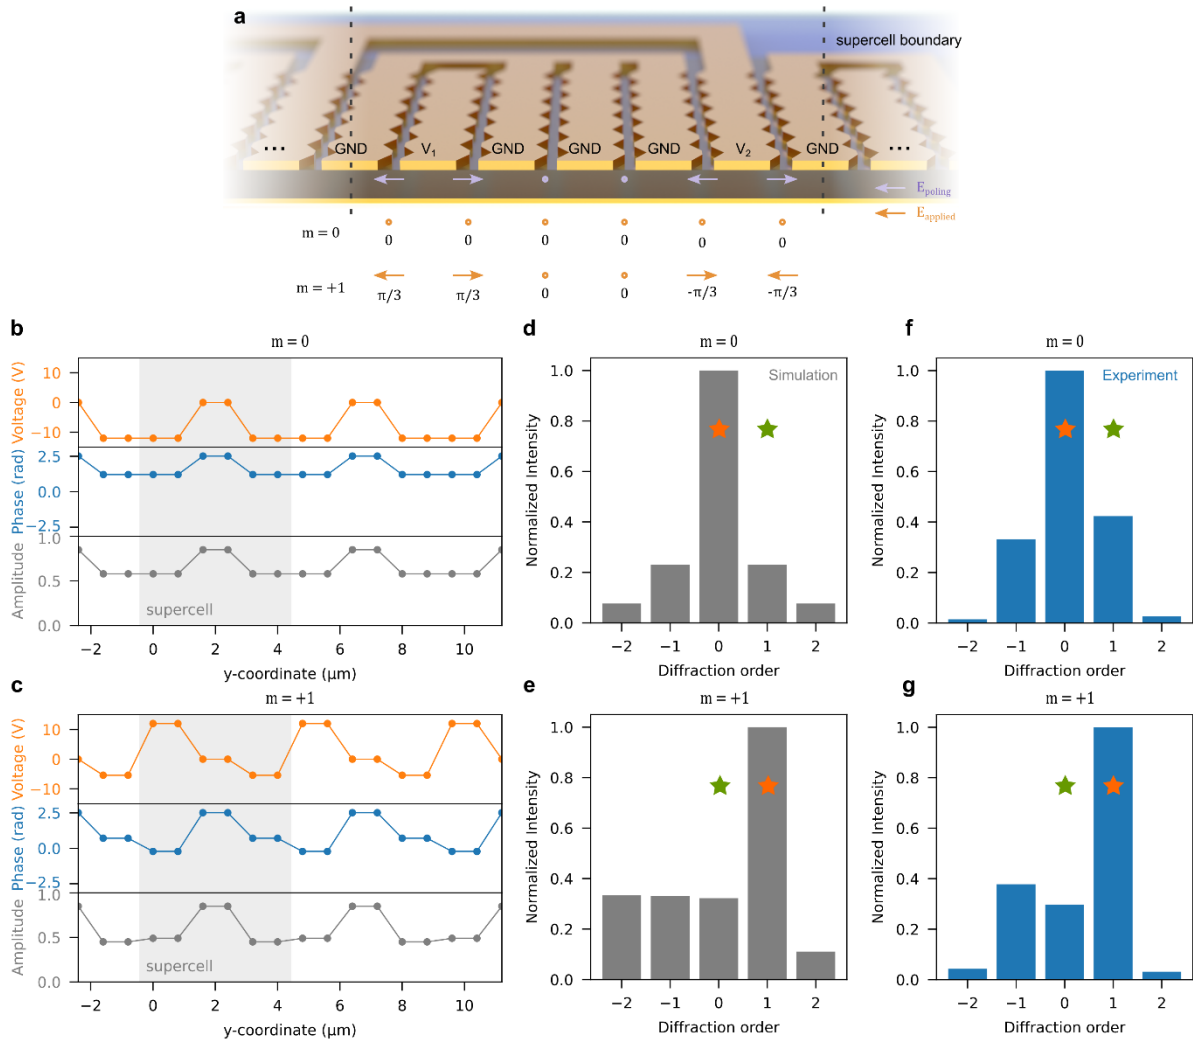 a
supercell boundary
... GND V₁ GND GND GND V₂ GND ...
E_poling
E_applied
m = 0
0 0 0 0 0 0
m = +1
π/3 π/3 0 0 -π/3 -π/3
b
m = 0
Voltage (V)
10
0
−10
Phase (rad)
2.5
0.0
−2.5
Amplitude
1.0
0.5
0.0
supercell
−2 0 2 4 6 8 10
y-coordinate (μm)
d
m = 0
Simulation
Normalized Intensity
1.0
0.8
0.6
0.4
0.2
0.0
−2 −1 0 1 2
Diffraction order
f
m = 0
Experiment
Normalized Intensity
1.0
0.8
0.6
0.4
0.2
0.0
−2 −1 0 1 2
Diffraction order
c
m = +1
Voltage (V)
10
0
−10
Phase (rad)
2.5
0.0
−2.5
Amplitude
1.0
0.5
0.0
supercell
−2 0 2 4 6 8 10
y-coordinate (μm)
e
m = +1
Normalized Intensity
1.0
0.8
0.6
0.4
0.2
0.0
−2 −1 0 1 2
Diffraction order
g
m = +1
Normalized Intensity
1.0
0.8
0.6
0.4
0.2
0.0
−2 −1 0 1 2
Diffraction order